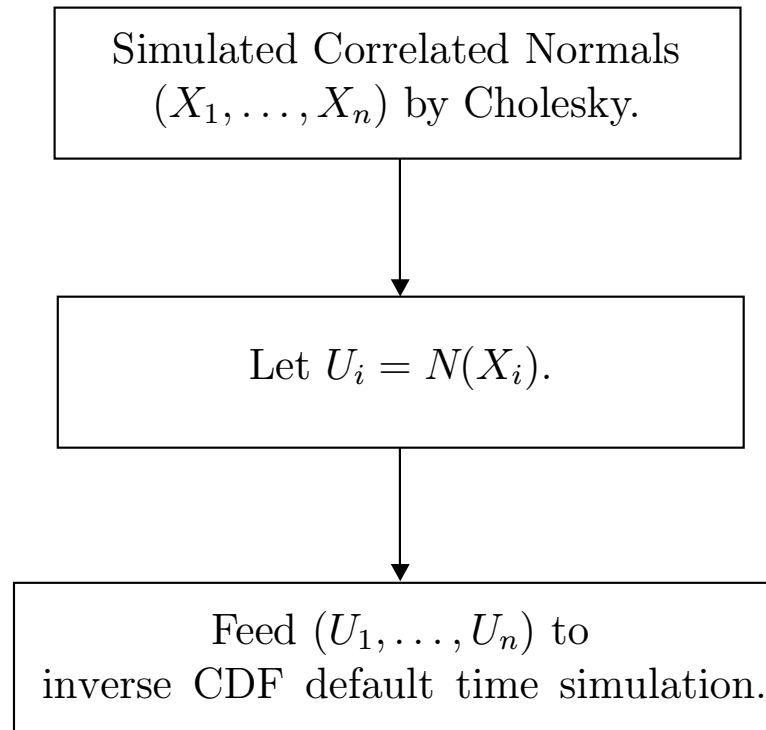 Simulated Correlated Normals
(X₁, . . . , Xₙ) by Cholesky.
Let Uᵢ = N(Xᵢ).
Feed (U₁, . . . , Uₙ) to
inverse CDF default time simulation.